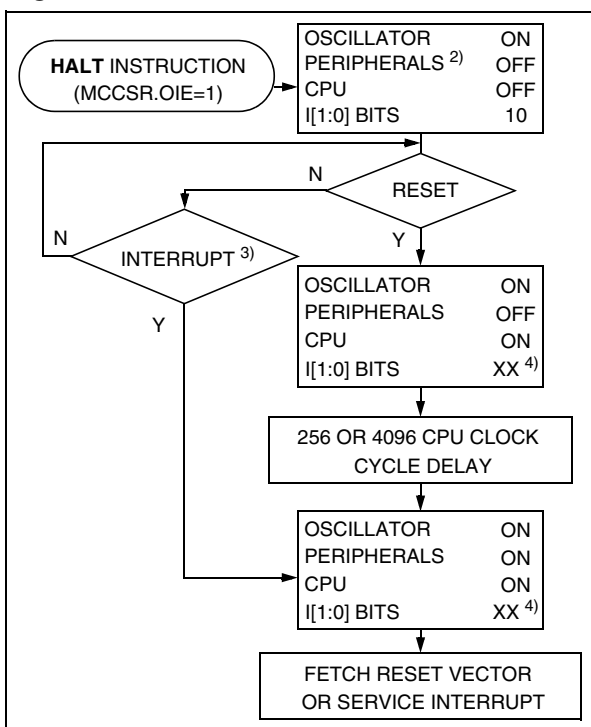 HALT INSTRUCTION
(MCCSR.OIE=1)
OSCILLATOR ON
PERIPHERALS 2) OFF
CPU OFF
I[1:0] BITS 10
N
RESET
N
INTERRUPT 3)
Y
Y
OSCILLATOR ON
PERIPHERALS OFF
CPU ON
I[1:0] BITS XX 4)
256 OR 4096 CPU CLOCK
CYCLE DELAY
OSCILLATOR ON
PERIPHERALS ON
CPU ON
I[1:0] BITS XX 4)
FETCH RESET VECTOR
OR SERVICE INTERRUPT